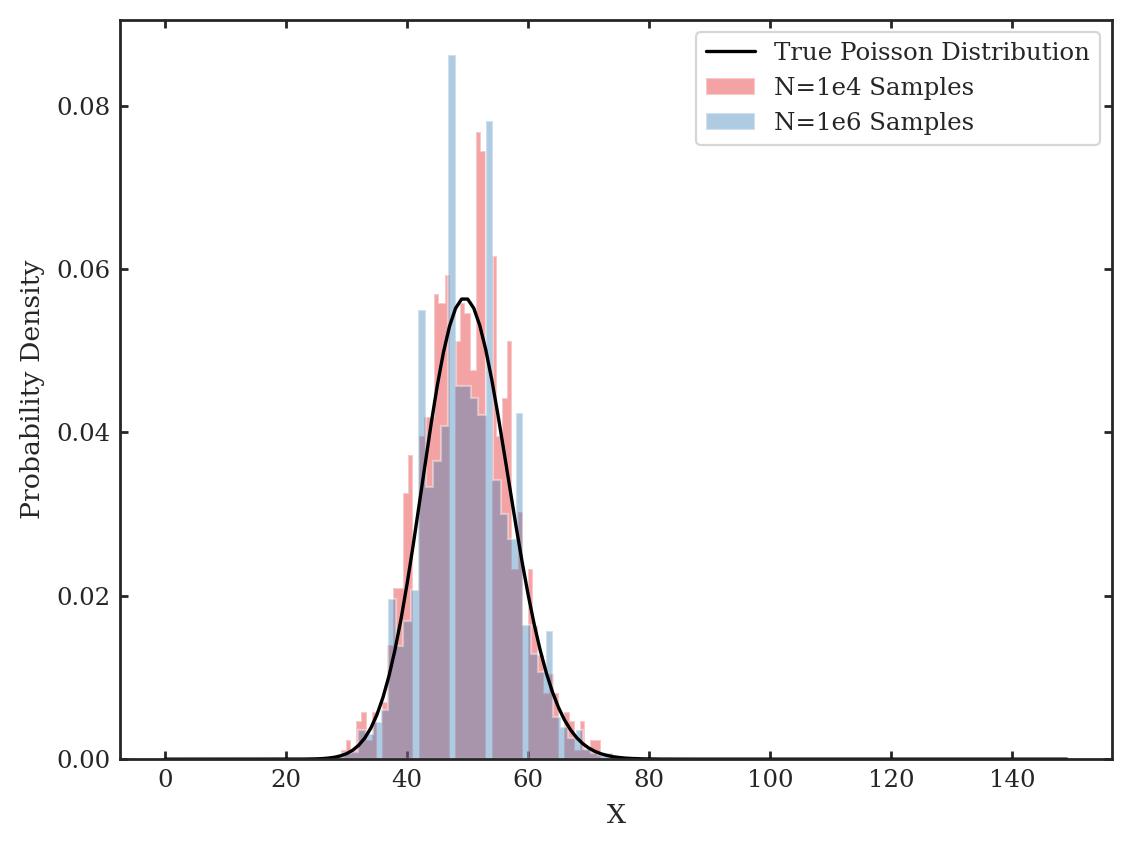 True Poisson Distribution
N=1e4 Samples
N=1e6 Samples
Probability Density
0.08
0.06
0.04
0.02
0.00
0 20 40 60 80 100 120 140
X